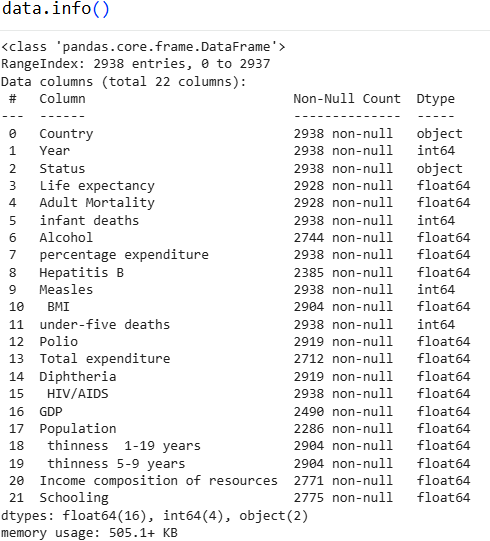 data.info()
<class 'pandas.core.frame.DataFrame'>
RangeIndex: 2938 entries, 0 to 2937
Data columns (total 22 columns):
 #   Column                           Non-Null Count  Dtype
---  ------                           --------------  -----
 0   Country                          2938 non-null   object
 1   Year                             2938 non-null   int64
 2   Status                           2938 non-null   object
 3   Life expectancy                  2928 non-null   float64
 4   Adult Mortality                  2928 non-null   float64
 5   infant deaths                    2938 non-null   int64
 6   Alcohol                          2744 non-null   float64
 7   percentage expenditure           2938 non-null   float64
 8   Hepatitis B                      2385 non-null   float64
 9   Measles                          2938 non-null   int64
 10   BMI                             2904 non-null   float64
 11  under-five deaths                2938 non-null   int64
 12  Polio                            2919 non-null   float64
 13  Total expenditure                2712 non-null   float64
 14  Diphtheria                       2919 non-null   float64
 15   HIV/AIDS                        2938 non-null   float64
 16  GDP                              2490 non-null   float64
 17  Population                       2286 non-null   float64
 18   thinness  1-19 years            2904 non-null   float64
 19   thinness 5-9 years              2904 non-null   float64
 20  Income composition of resources  2771 non-null   float64
 21  Schooling                        2775 non-null   float64
dtypes: float64(16), int64(4), object(2)
memory usage: 505.1+ KB